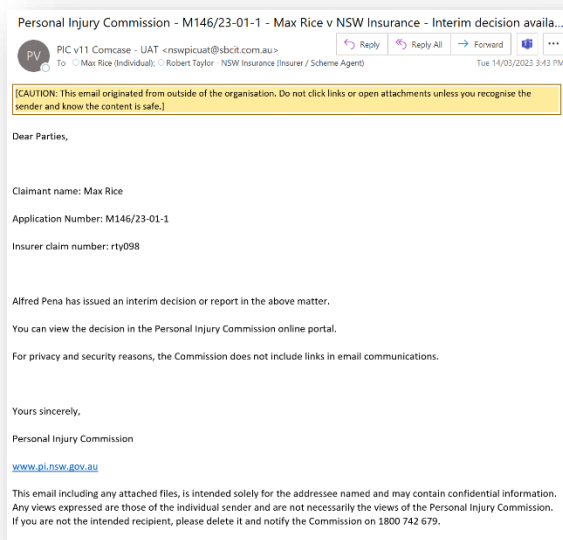 Personal Injury Commission - M146/23-01-1 - Max Rice v NSW Insurance - Interim decision availa...
PV
PIC v11 Comcase - UAT <nswpicuat@sbcit.com.au>
To Max Rice (Individual); Robert Taylor - NSW Insurance (Insurer / Scheme Agent)
Reply
Reply All
Forward
Tue 14/03/2023 3:43 PM
[CAUTION: This email originated from outside of the organisation. Do not click links or open attachments unless you recognise the
sender and know the content is safe.]
Dear Parties,
Claimant name: Max Rice
Application Number: M146/23-01-1
Insurer claim number: rty098
Alfred Pena has issued an interim decision or report in the above matter.
You can view the decision in the Personal Injury Commission online portal.
For privacy and security reasons, the Commission does not include links in email communications.
Yours sincerely,
Personal Injury Commission
www.pi.nsw.gov.au
This email including any attached files, is intended solely for the addressee named and may contain confidential information.
Any views expressed are those of the individual sender and are not necessarily the views of the Personal Injury Commission.
If you are not the intended recipient, please delete it and notify the Commission on 1800 742 679.